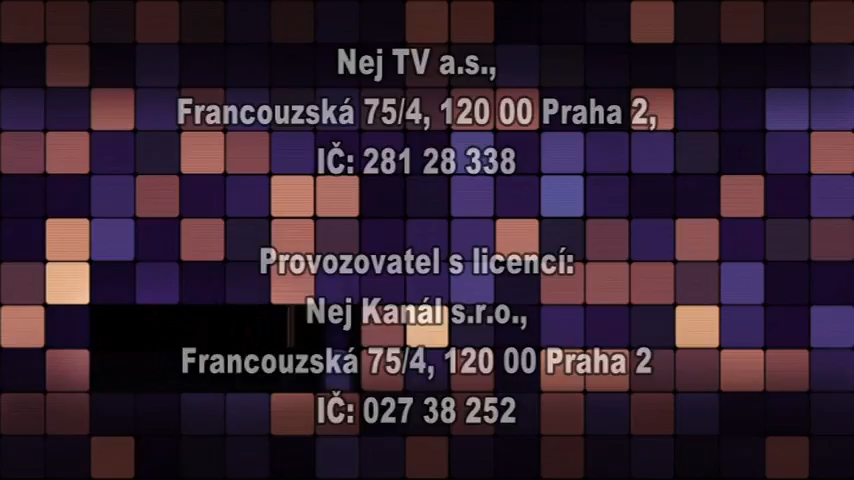 Nej TV a.s.,
Francouzská 75/4, 120 00 Praha 2,
IČ: 281 28 338
Provozovatel s licencí:
Nej Kanál s.r.o.,
Francouzská 75/4, 120 00 Praha 2
IČ: 027 38 252